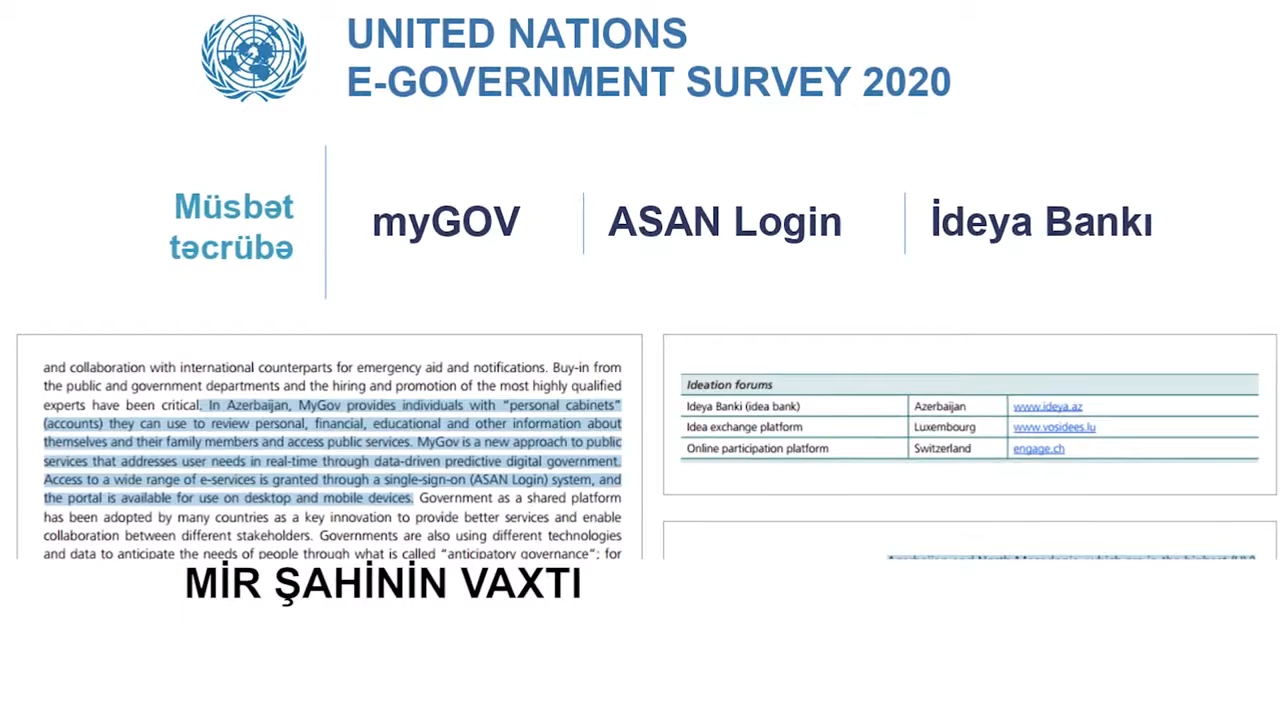 UNITED NATIONS
E-GOVERNMENT SURVEY 2020
Müsbət
təcrübə
myGOV
ASAN Login
İdeya Bankı
and collaboration with international counterparts for emergency aid and notifications. Buy-in from
the public and government departments and the hiring and promotion of the most highly qualified
experts have been critical. In Azerbaijan, MyGov provides individuals with “personal cabinets”
(accounts) they can use to review personal, financial, educational and other information about
themselves and their family members and access public services. MyGov is a new approach to public
services that addresses user needs in real-time through data-driven predictive digital government.
Access to a wide range of e-services is granted through a single-sign-on (ASAN Login) system, and
the portal is available for use on desktop and mobile devices. Government as a shared platform
has been adopted by many countries as a key innovation to provide better services and enable
collaboration between different stakeholders. Governments are also using different technologies
and data to anticipate the needs of people through what is called “anticipatory governance”; for
Ideation forums
Ideya Banki (idea bank) Azerbaijan www.ideya.az
Idea exchange platform Luxembourg www.vosidees.lu
Online participation platform Switzerland engage.ch
MİR ŞAHİNİN VAXTI